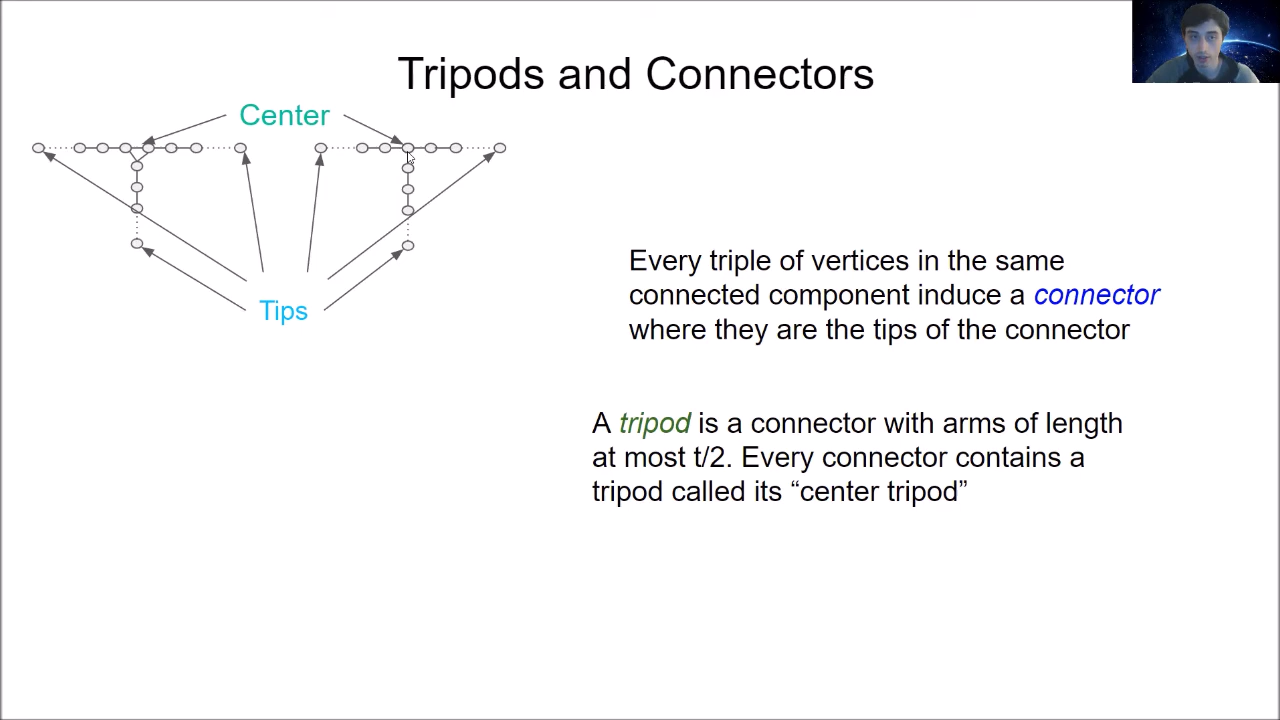 Tripods and Connectors
Center
Tips
Every triple of vertices in the same
connected component induce a connector
where they are the tips of the connector
A tripod is a connector with arms of length
at most t/2. Every connector contains a
tripod called its “center tripod”